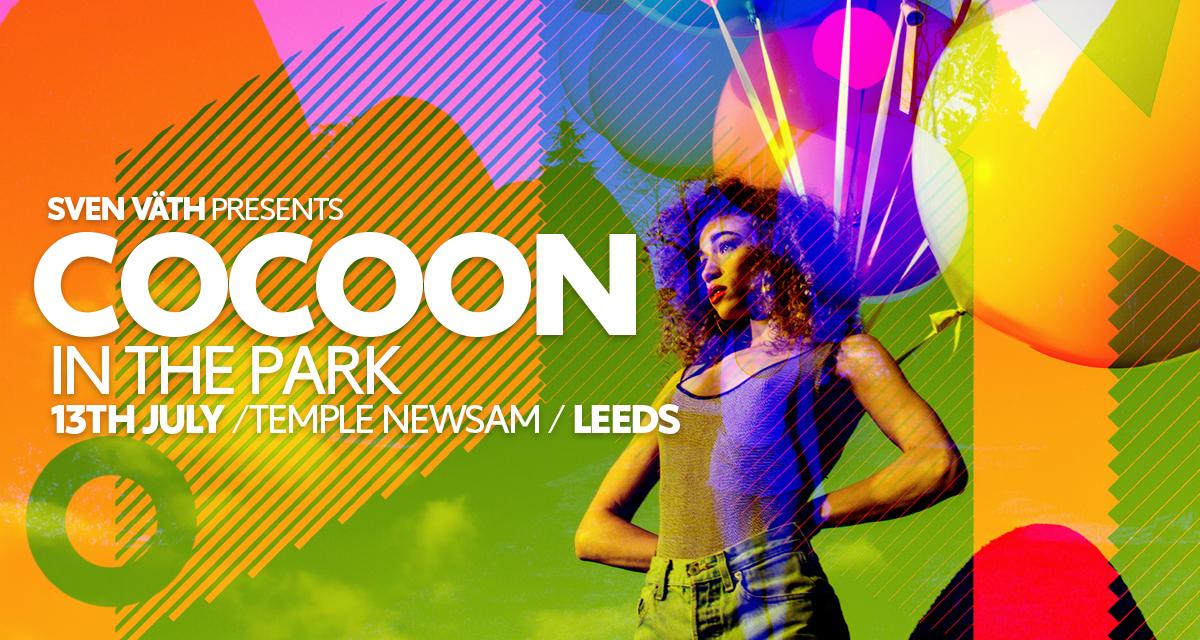 SVEN VÄTH PRESENTS
COCOON
IN THE PARK
13TH JULY / TEMPLE NEWSAM / LEEDS